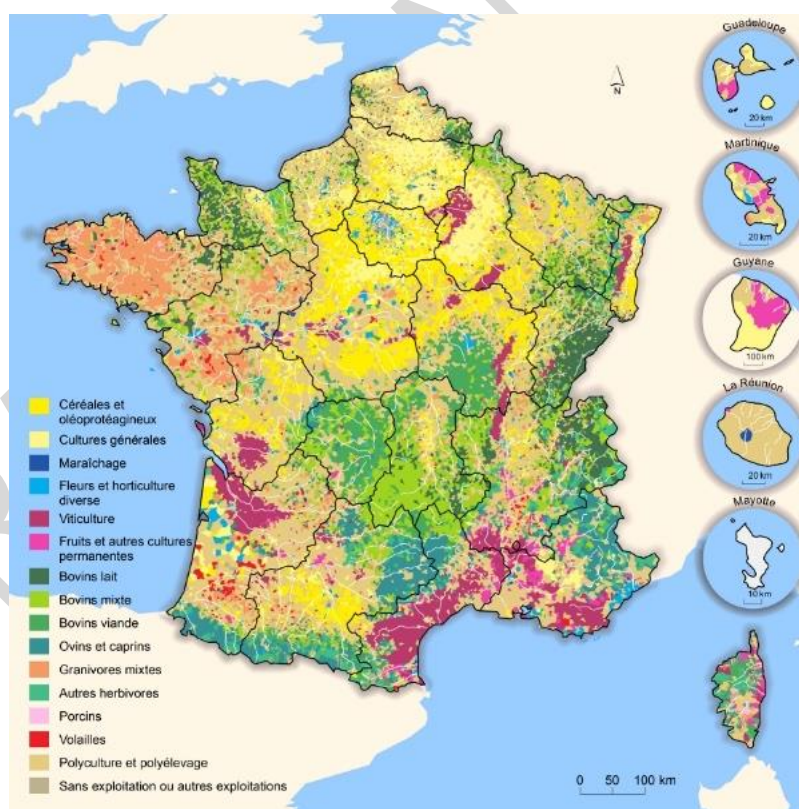 Guadeloupe
N
20 km
Martinique
20 km
Guyane
100 km
La Réunion
20 km
Mayotte
10 km
Céréales et
oléoprotéagineux
Cultures générales
Maraîchage
Fleurs et horticulture
diverse
Viticulture
Fruits et autres cultures
permanentes
Bovins lait
Bovins mixte
Bovins viande
Ovins et caprins
Granivores mixtes
Autres herbivores
Porcins
Volailles
Polyculture et polyélevage
Sans exploitation ou autres exploitations
0 50 100 km